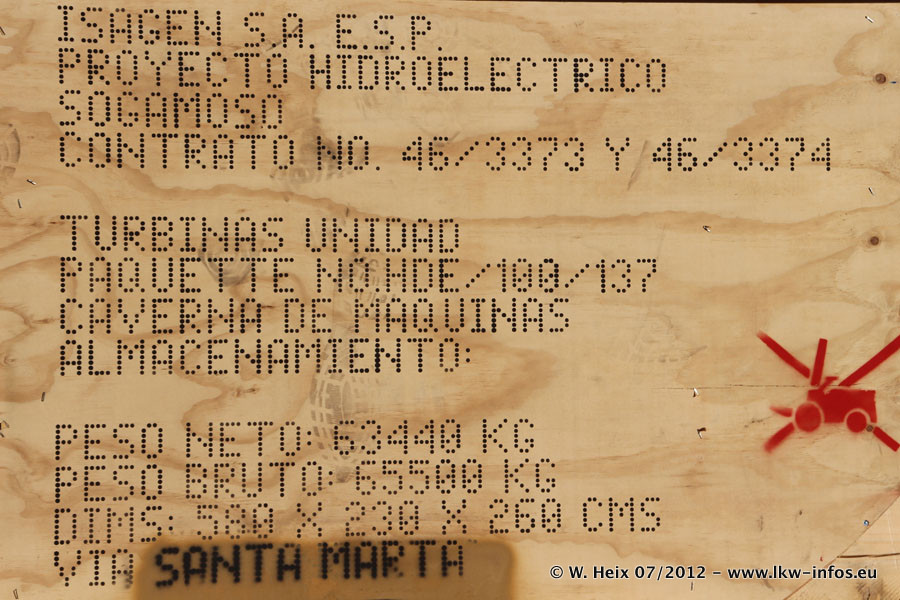 ISAGEN S.A. E.S.P.
PROYECTO HIDROELECTRICO
SOGAMOSO
CONTRATO NO. 46/3373 Y 46/3374
TURBINAS UNIDAD
PAQUENTE NO.HDE/100/137
CAVERNA DE MAQUINAS
ALMACENAMIENTO:
PESO NETO: 63440 KG
PESO BRUTO: 65500 KG
DIMS: 580 X 230 X 260 CMS
VIA SANTA MARTA
© W. Heix 07/2012 - www.lkw-infos.eu